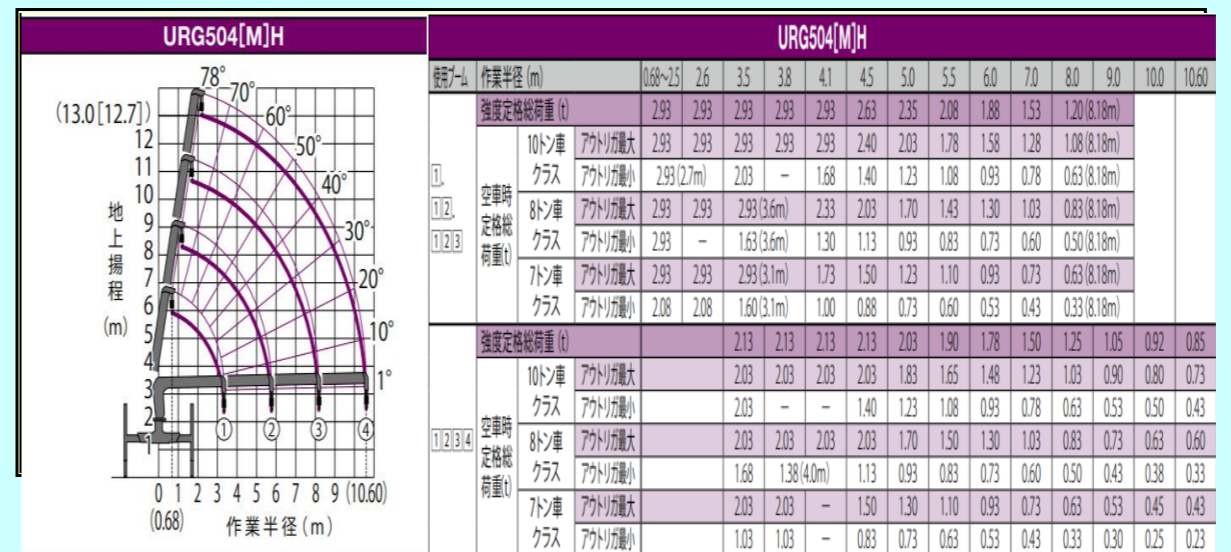 URG504[M]H
78°
70°
60°
50°
40°
30°
20°
10°
1°
(13.0[12.7])
12
11
10
9
8
7
6
5
4
3
2
1
地上揚程
(m)
① ② ③ ④
0 1 2 3 4 5 6 7 8 9 (10.60)
(0.68)
作業半径(m)
URG504[M]H
使用ブーム 作業半径(m) 0.68~2.5 2.6 3.5 3.8 4.1 4.5 5.0 5.5 6.0 7.0 8.0 9.0 10.0 10.60
1.
12.
123
強度定格総荷重(t) 2.93 2.93 2.93 2.93 2.93 2.63 2.35 2.08 1.88 1.53 1.20(8.18m)
空車時
定格総
荷重(t)
10トン車
クラス
アウトリガ最大 2.93 2.93 2.93 2.93 2.93 2.40 2.03 1.78 1.58 1.28 1.08(8.18m)
アウトリガ最小 2.93(2.7m) 2.03 − 1.68 1.40 1.23 1.08 0.93 0.78 0.63(8.18m)
8トン車
クラス
アウトリガ最大 2.93 2.93 2.93(3.6m) 2.33 2.03 1.70 1.43 1.30 1.03 0.83(8.18m)
アウトリガ最小 2.93 − 1.63(3.6m) 1.30 1.13 0.93 0.83 0.73 0.60 0.50(8.18m)
7トン車
クラス
アウトリガ最大 2.93 2.93 2.93(3.1m) 1.73 1.50 1.23 1.10 0.93 0.73 0.63(8.18m)
アウトリガ最小 2.08 2.08 1.60(3.1m) 1.00 0.88 0.73 0.60 0.53 0.43 0.33(8.18m)
1234
強度定格総荷重(t) 2.13 2.13 2.13 2.13 2.03 1.90 1.78 1.50 1.25 1.05 0.92 0.85
空車時
定格総
荷重(t)
10トン車
クラス
アウトリガ最大 2.03 2.03 2.03 2.03 1.83 1.65 1.48 1.23 1.03 0.90 0.80 0.73
アウトリガ最小 2.03 − − 1.40 1.23 1.08 0.93 0.78 0.63 0.53 0.50 0.43
8トン車
クラス
アウトリガ最大 2.03 2.03 2.03 2.03 1.70 1.50 1.30 1.03 0.83 0.73 0.63 0.60
アウトリガ最小 1.68 1.38(4.0m) 1.13 0.93 0.83 0.73 0.60 0.50 0.43 0.38 0.33
7トン車
クラス
アウトリガ最大 2.03 2.03 − 1.50 1.30 1.10 0.93 0.73 0.63 0.53 0.45 0.43
アウトリガ最小 1.03 1.03 − 0.83 0.73 0.63 0.53 0.43 0.33 0.30 0.25 0.23